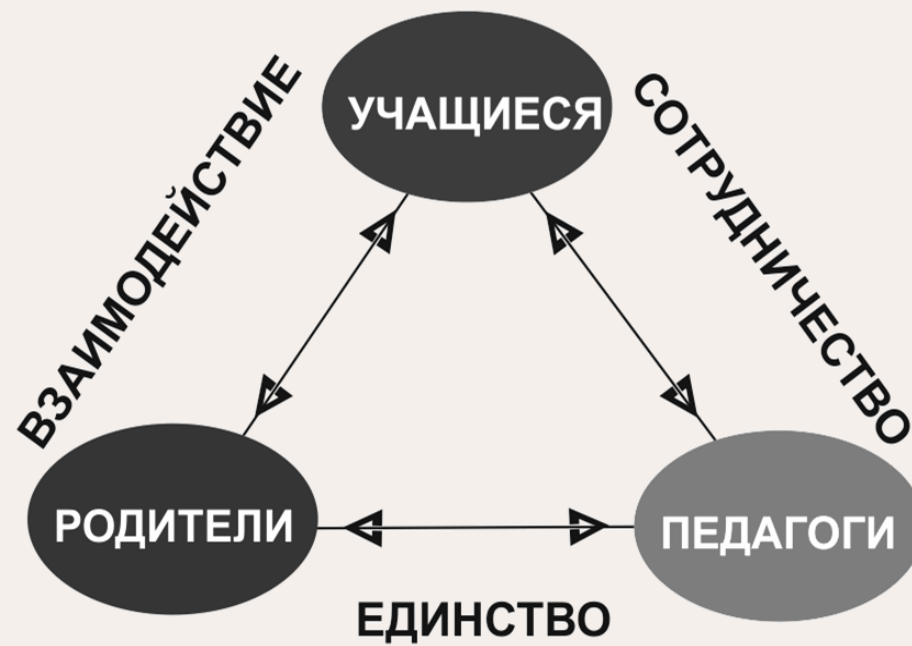 УЧАЩИЕСЯ
ВЗАИМОДЕЙСТВИЕ
СОТРУДНИЧЕСТВО
РОДИТЕЛИ
ПЕДАГОГИ
ЕДИНСТВО